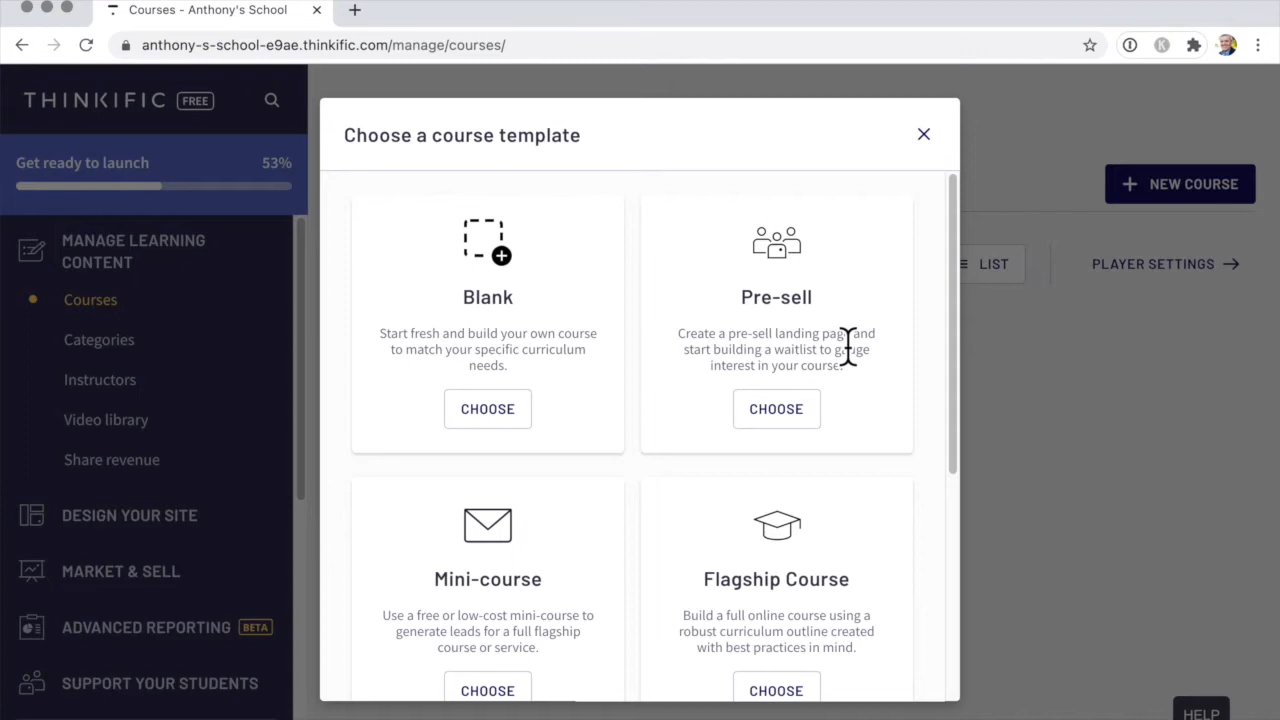 Courses - Anthony's School
anthony-s-school-e9ae.thinkific.com/manage/courses/
THINKIFIC FREE
Get ready to launch 53%
MANAGE LEARNING
CONTENT
Courses
Categories
Instructors
Video library
Share revenue
DESIGN YOUR SITE
MARKET & SELL
ADVANCED REPORTING BETA
SUPPORT YOUR STUDENTS
Choose a course template
Blank
Start fresh and build your own course
to match your specific curriculum
needs.
CHOOSE
Pre-sell
Create a pre-sell landing page and
start building a waitlist to gauge
interest in your course.
CHOOSE
Mini-course
Use a free or low-cost mini-course to
generate leads for a full flagship
course or service.
CHOOSE
Flagship Course
Build a full online course using a
robust curriculum outline created
with best practices in mind.
CHOOSE
NEW COURSE
LIST
PLAYER SETTINGS
HELP